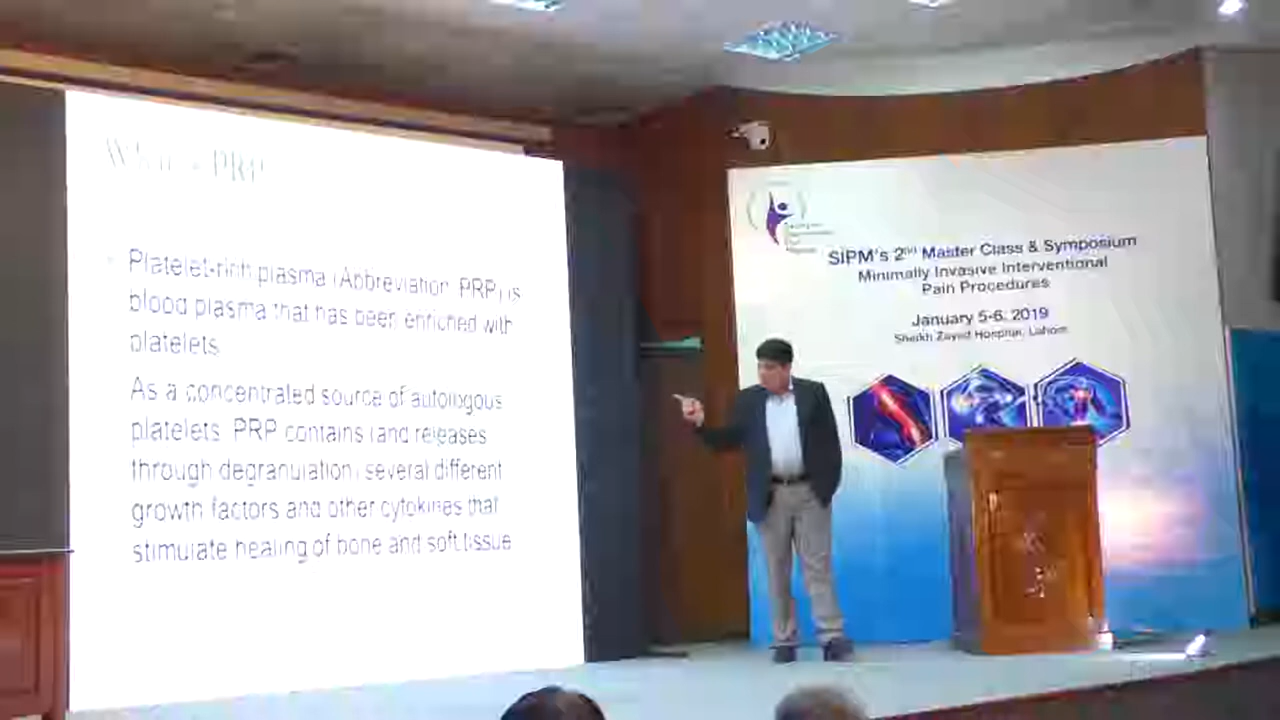 What is PRP
Platelet-rich plasma (Abbreviation: PRP) is
blood plasma that has been enriched with
platelets.
As a concentrated source of autologous
platelets, PRP contains (and releases
through degranulation) several different
growth factors and other cytokines that
stimulate healing of bone and soft tissue
SIPM's 2nd Master Class & Symposium
Minimally Invasive Interventional
Pain Procedures
January 5-6, 2019
Sheikh Zayed Hospital, Lahore